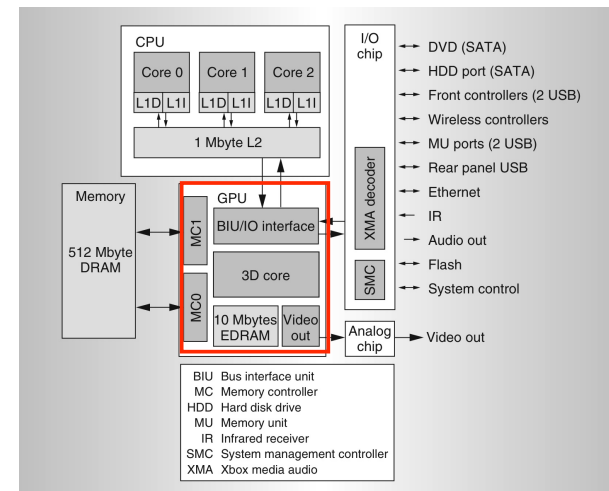 CPU
Core 0 Core 1 Core 2
L1D L1I L1D L1I L1D L1I
1 Mbyte L2
I/O
chip
XMA decoder
SMC
DVD (SATA)
HDD port (SATA)
Front controllers (2 USB)
Wireless controllers
MU ports (2 USB)
Rear panel USB
Ethernet
IR
Audio out
Flash
System control
Memory
512 Mbyte
DRAM
GPU
MC1
MC0
BIU/IO interface
3D core
10 Mbytes
EDRAM
Video
out
Analog
chip
Video out
BIU Bus interface unit
MC Memory controller
HDD Hard disk drive
MU Memory unit
IR Infrared receiver
SMC System management controller
XMA Xbox media audio